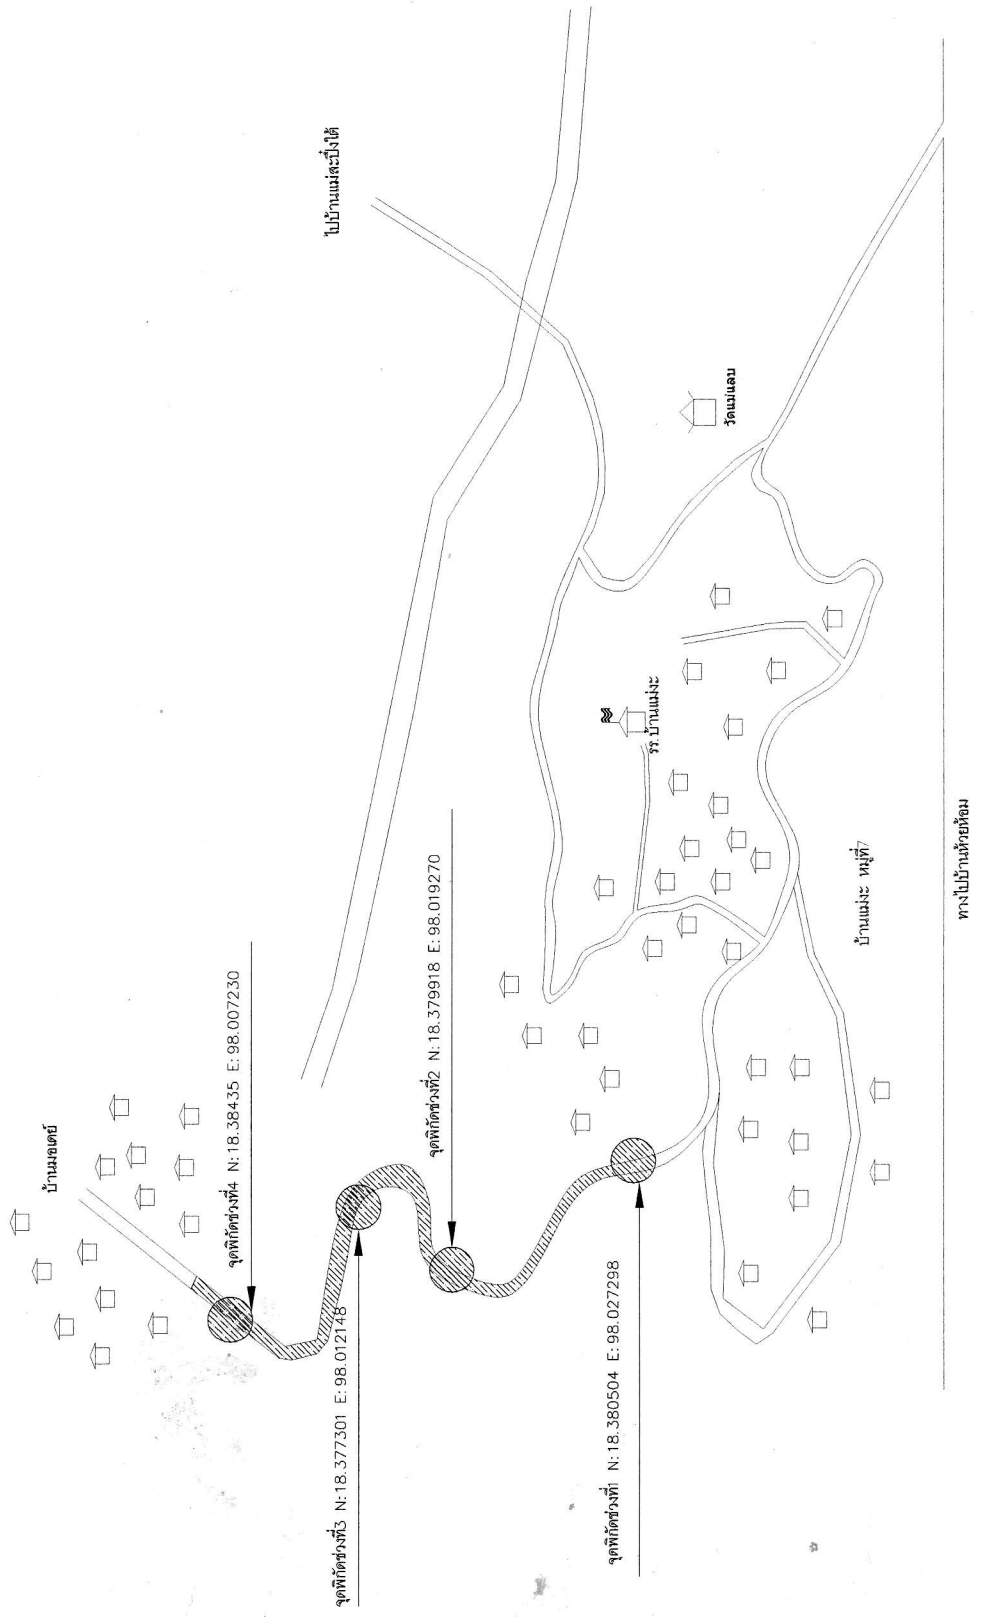 บ้านมอเดย์
จุดพิกัดช่วงที่4 N:18.38435 E:98.007230
จุดพิกัดช่วงที่3 N:18.377301 E:98.012148
จุดพิกัดช่วงที่2 N:18.379918 E:98.019270
จุดพิกัดช่วงที่1 N:18.380504 E:98.027298
ไปบ้านแม่สะปึ๋งใต้
รร.บ้านแม่งะ
วัดแม่แลบ
บ้านแม่งะ หมู่ที่7
ทางไปบ้านห้วยห้อม